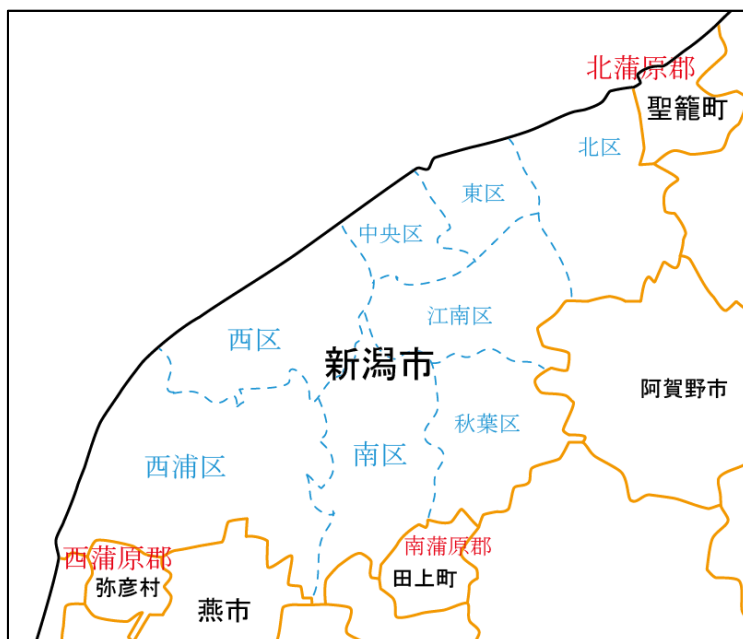 北蒲原郡
聖籠町
北区
東区
中央区
江南区
西区
新潟市
阿賀野市
秋葉区
南区
西浦区
南蒲原郡
西蒲原郡
田上町
弥彦村
燕市